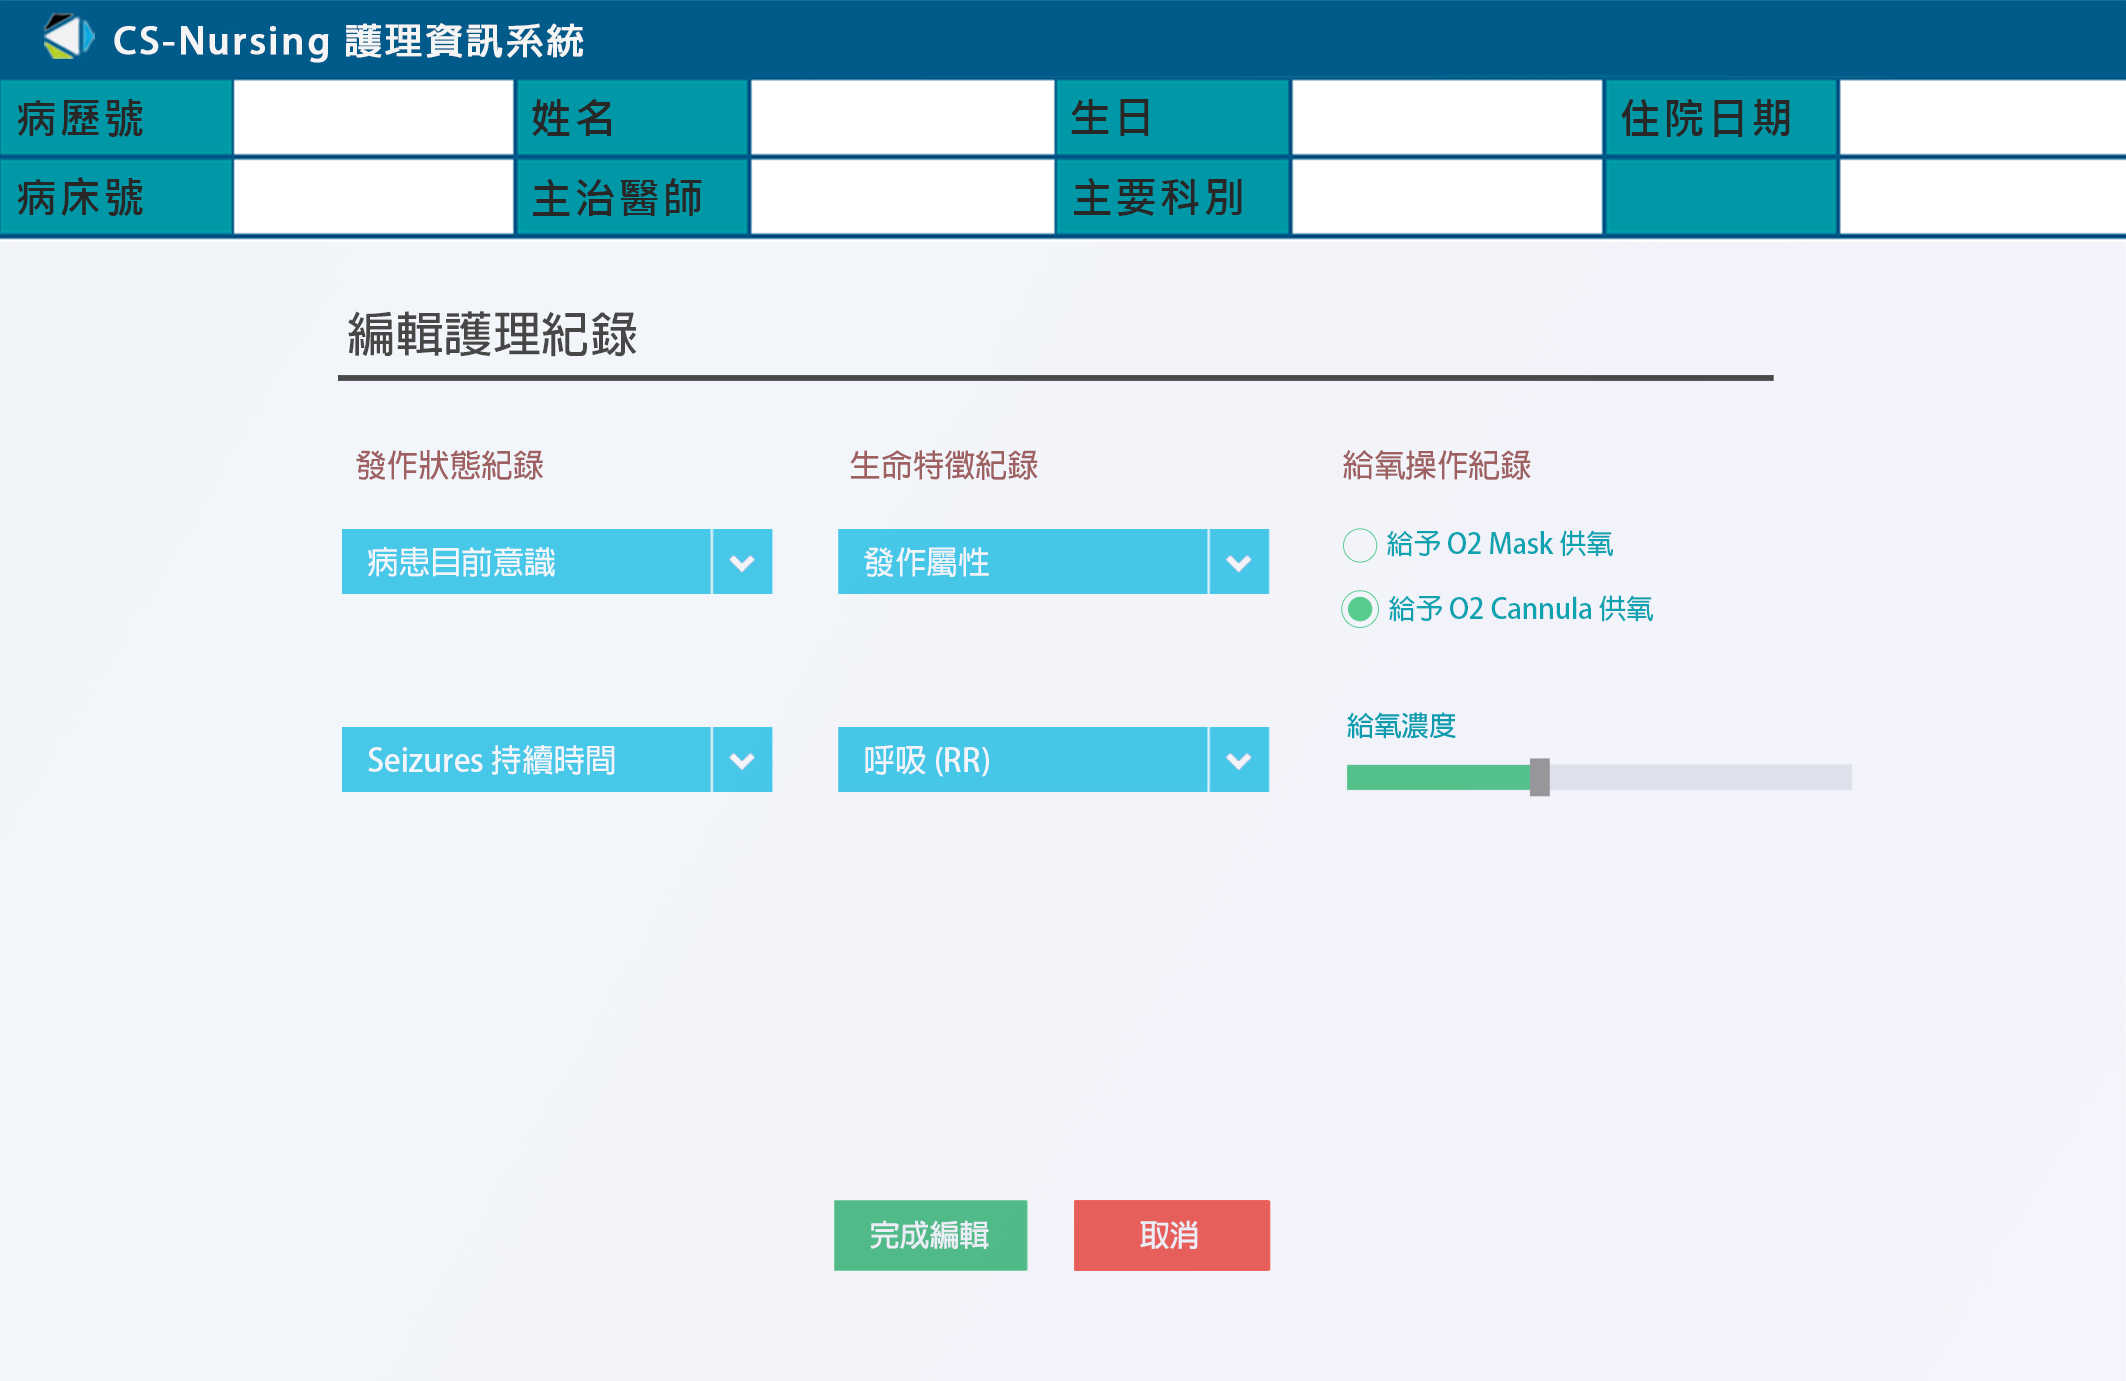 CS-Nursing 護理資訊系統
病歷號 姓名 生日 住院日期
病床號 主治醫師 主要科別
編輯護理紀錄
發作狀態紀錄 生命特徵紀錄 給氧操作紀錄
病患目前意識 發作屬性 給予 O2 Mask 供氧
給予 O2 Cannula 供氧
給氧濃度
Seizures 持續時間 呼吸 (RR)
完成編輯 取消